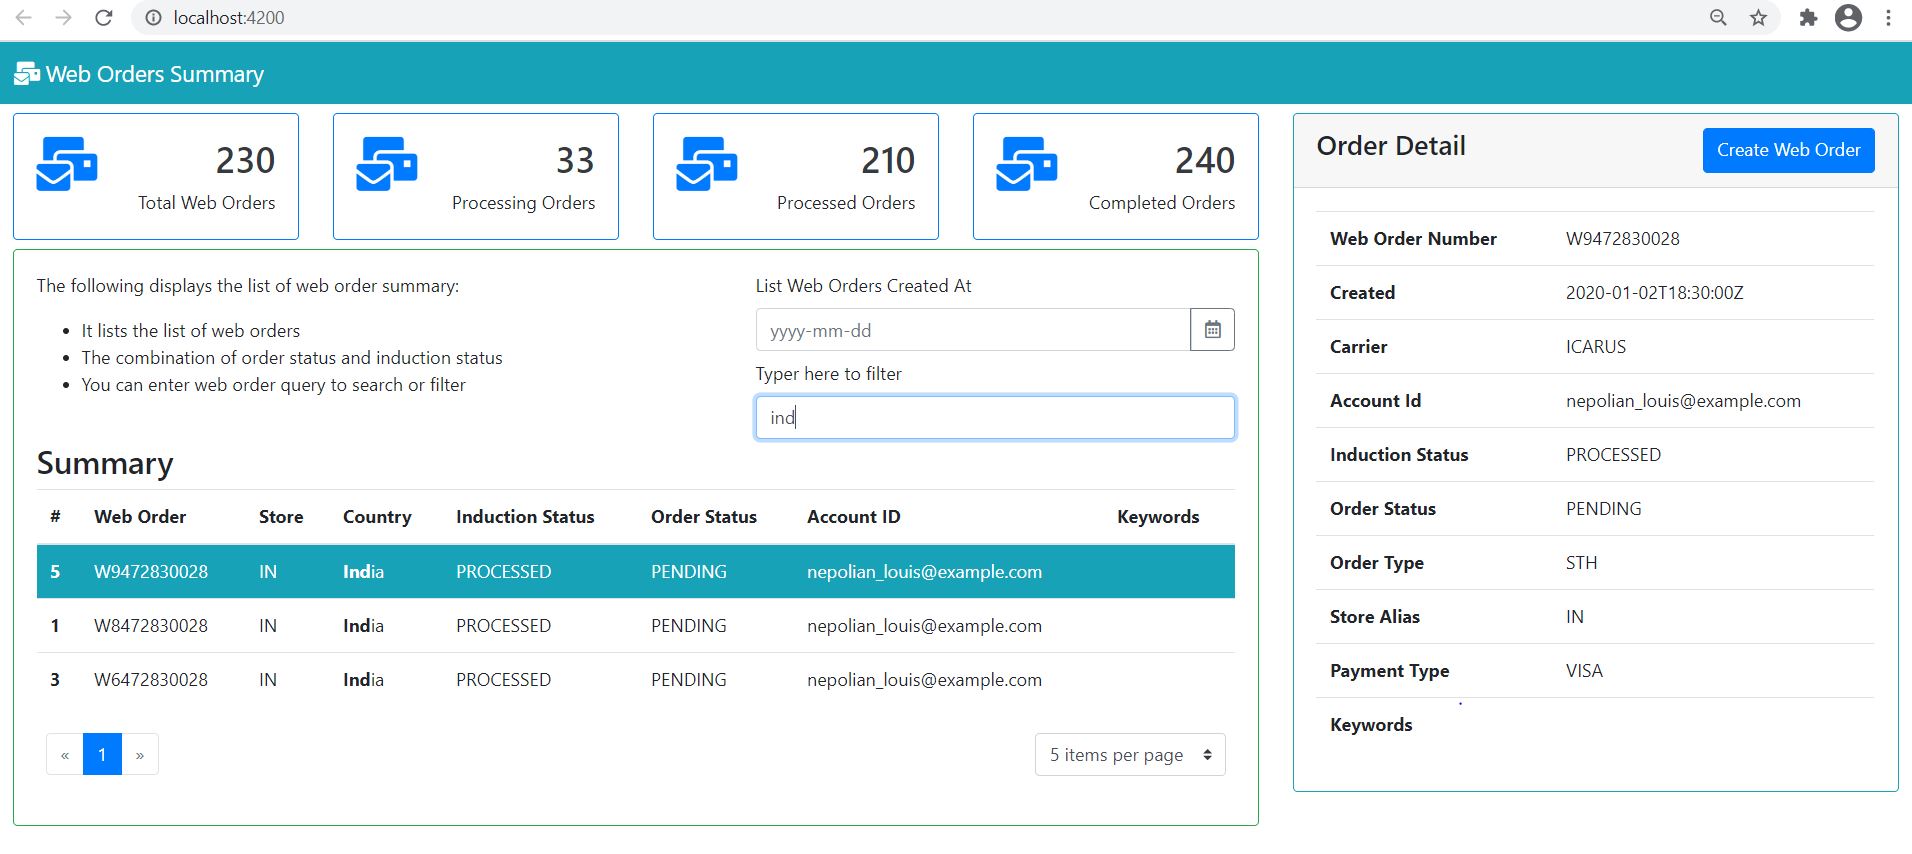 localhost:4200
Web Orders Summary
230
Total Web Orders
33
Processing Orders
210
Processed Orders
240
Completed Orders
The following displays the list of web order summary:
It lists the list of web orders
The combination of order status and induction status
You can enter web order query to search or filter
List Web Orders Created At
yyyy-mm-dd
Typer here to filter
ind
Summary
# Web Order Store Country Induction Status Order Status Account ID Keywords
5 W9472830028 IN India PROCESSED PENDING nepolian_louis@example.com
1 W8472830028 IN India PROCESSED PENDING nepolian_louis@example.com
3 W6472830028 IN India PROCESSED PENDING nepolian_louis@example.com
« 1 »
5 items per page
Order Detail
Create Web Order
Web Order Number W9472830028
Created 2020-01-02T18:30:00Z
Carrier ICARUS
Account Id nepolian_louis@example.com
Induction Status PROCESSED
Order Status PENDING
Order Type STH
Store Alias IN
Payment Type VISA
Keywords